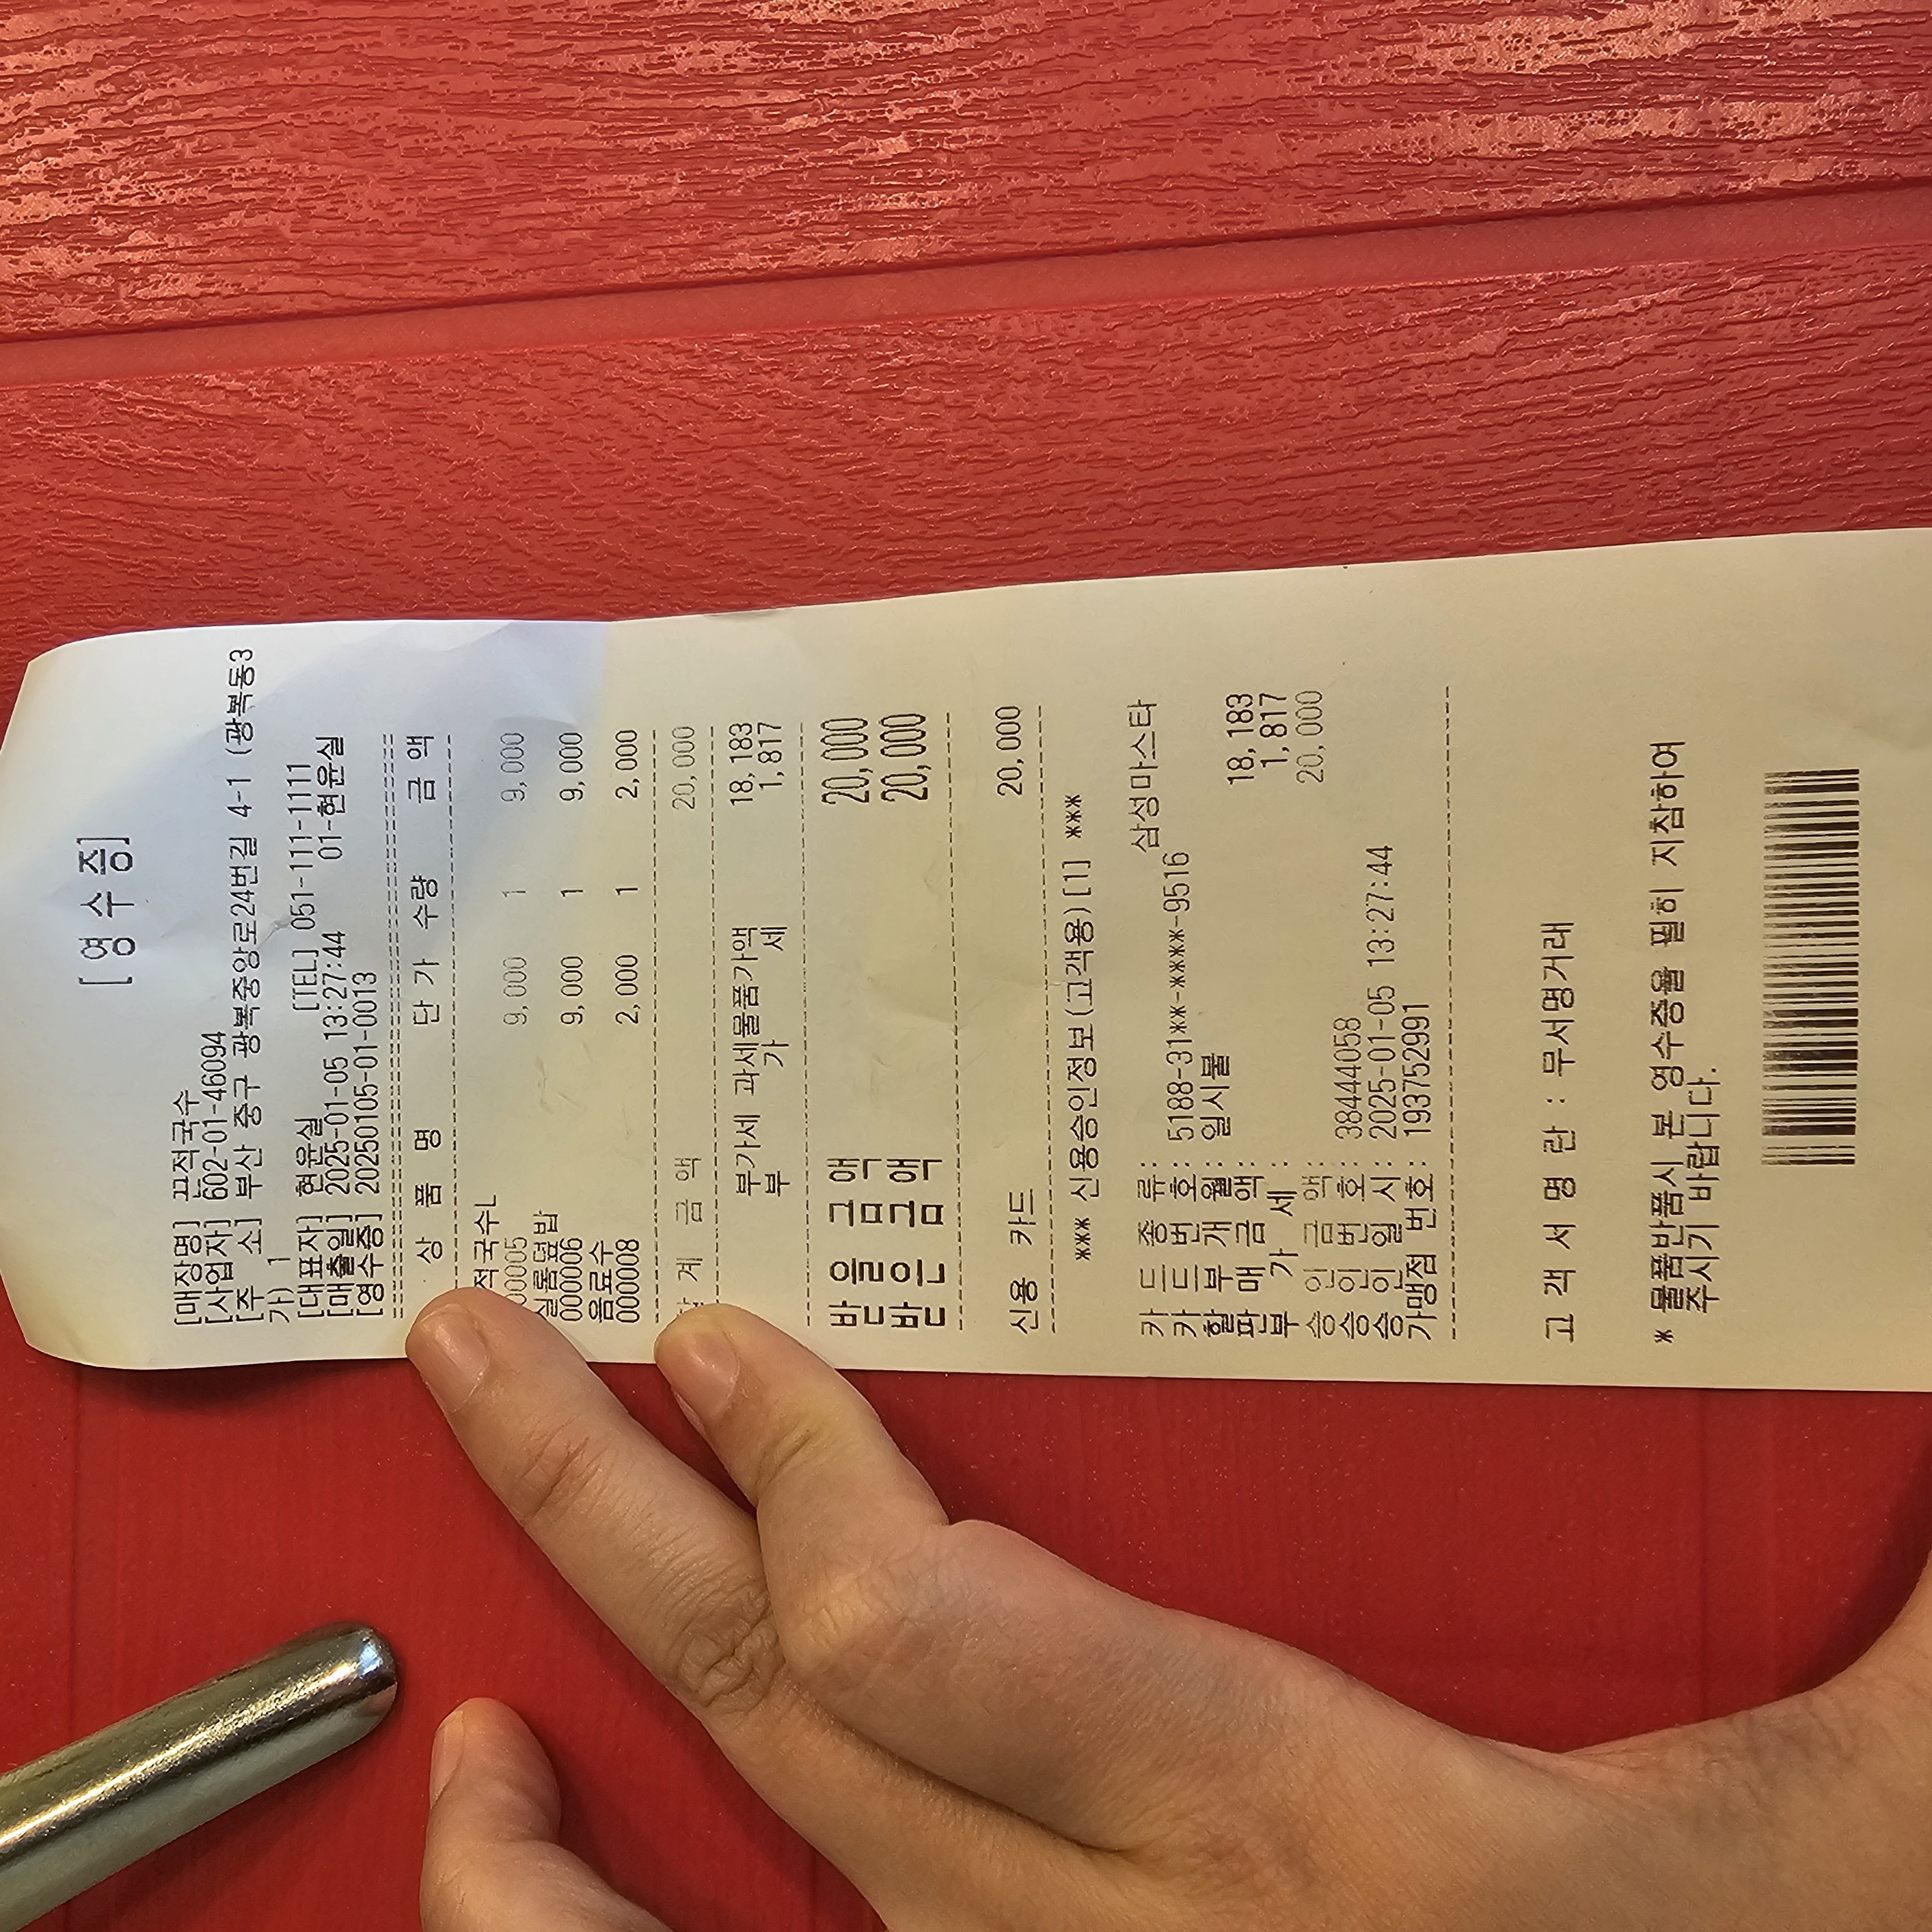 [영수증]
[매장명] 끈적국수
[사업자] 602-01-46094
[주 소] 부산 중구 광복중앙로24번길 4-1 (광복동3
가) 1
[대표자] 현윤실 [TEL] 051-111-1111
[매출일] 2025-01-05 13:27:44 01-현윤실
[영수증] 20250105-01-0013
상 품 명 단 가 수량 금 액
적국수L
000005 9,000 1 9,000
실롬덮밥
0000006 9,000 1 9,000
음료수
000008 2,000 1 2,000
계 금 액 20,000
부가세 과세물품가액 18,183
부 가 세 1,817
받을금액 20,000
받은금액 20,000
신용 카드 20,000
*** 신용승인정보(고객용)[1] ***
카 드 종 류: 삼성마스타
카 드 번 호: 5188-31**-****-9516
할 부 개 월: 일시불
판 매 금 액: 18,183
부 가 세 : 1,817
승 인 금 액: 20,000
승 인 번 호: 38444058
승 인 일 시: 2025-01-05 13:27:44
가맹점 번호: 193752991
고 객 서 명 란 : 무서명거래
* 물품반품시 본 영수증을 필히 지참하여
주시기 바랍니다.